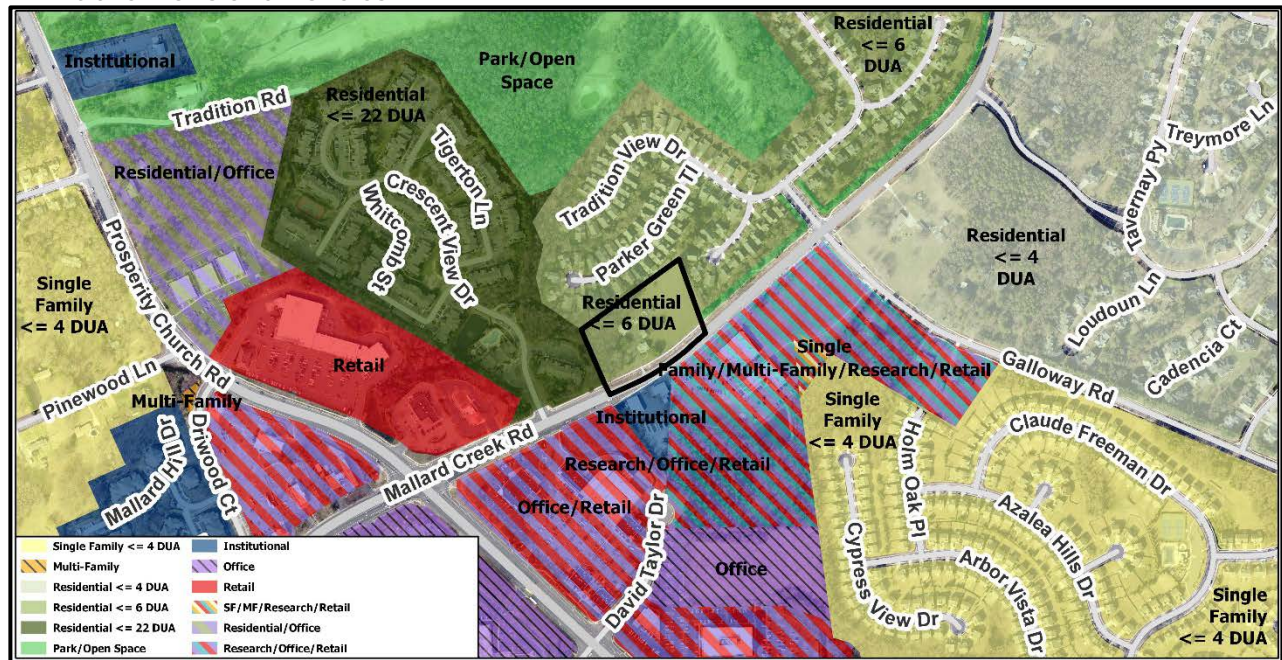 Institutional
Tradition Rd
Residential
<= 22 DUA
Park/Open
Space
Residential
<= 6
DUA
Residential/Office
Tigerton Ln
Crescent View Dr
Whitcomb St
Tradition View Dr
Parker Green Tl
Treymore Ln
Tavernay Py
Residential
<= 4
DUA
Loudoun Ln
Cadencia Ct
Single
Family
<= 4 DUA
Prosperity Church Rd
Retail
Residential
<= 6 DUA
Pinewood Ln
Multi-Family
Driwood Ct
Mallard Hill Dr
Mallard Creek Rd
Institutional
Single
Family/Multi-Family/Research/Retail
Galloway Rd
Single
Family
<= 4 DUA
Research/Office/Retail
Office/Retail
David Taylor Dr
Office
Holm Oak Pl
Claude Freeman Dr
Azalea Hills Dr
Cypress View Dr
Arbor Vista Dr
Single
Family
<= 4 DUA
Single Family <= 4 DUA
Multi-Family
Residential <= 4 DUA
Residential <= 6 DUA
Residential <= 22 DUA
Park/Open Space
Institutional
Office
Retail
SF/MF/Research/Retail
Residential/Office
Research/Office/Retail